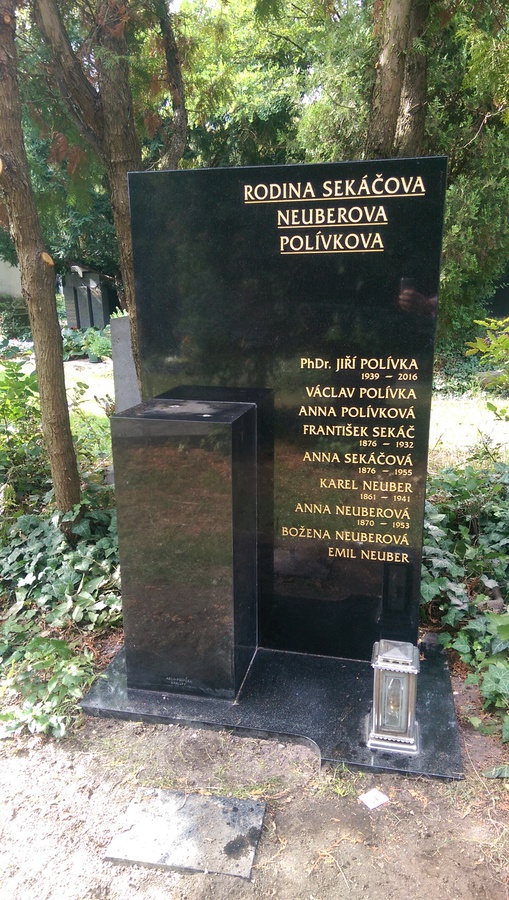 RODINA SEKÁČOVA
NEUBEROVA
POLÍVKOVA
PhDr. JIŘÍ POLÍVKA
1939 – 2016
VÁCLAV POLÍVKA
ANNA POLÍVKOVÁ
FRANTIŠEK SEKÁČ
1876 – 1932
ANNA SEKÁČOVÁ
1876 – 1955
KAREL NEUBER
1861 – 1941
ANNA NEUBEROVÁ
1870 – 1953
BOŽENA NEUBEROVÁ
EMIL NEUBER